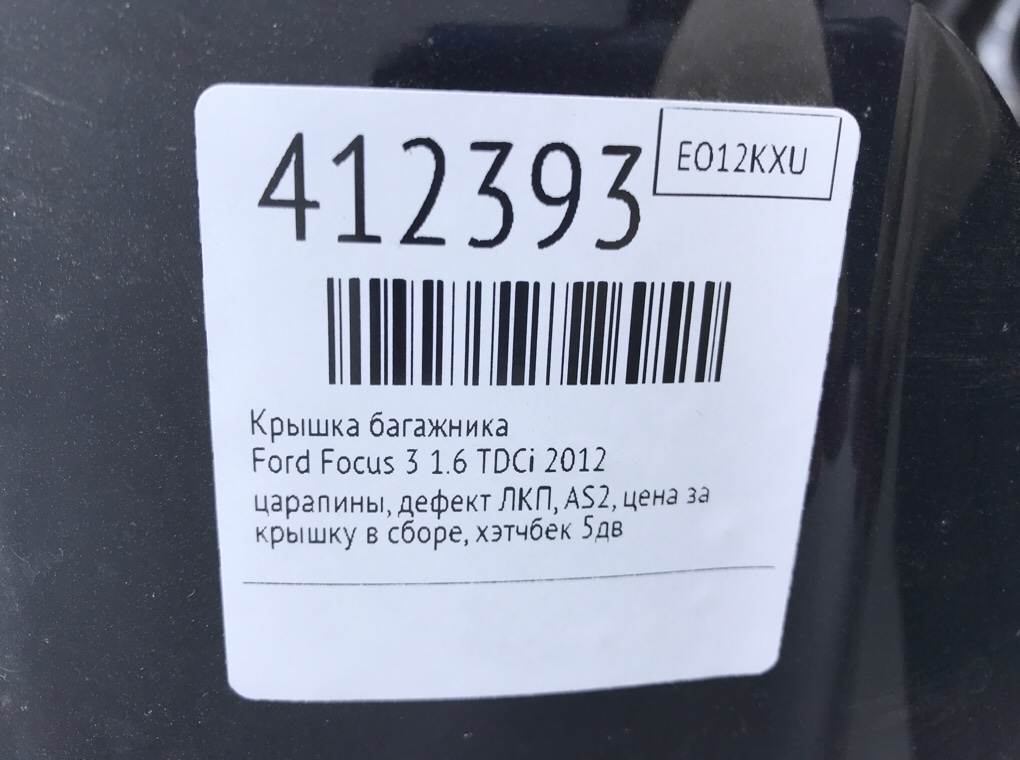 412393
EO12KXU
Крышка багажника
Ford Focus 3 1.6 TDCi 2012
царапины, дефект ЛКП, AS2, цена за
крышку в сборе, хэтчбек 5дв